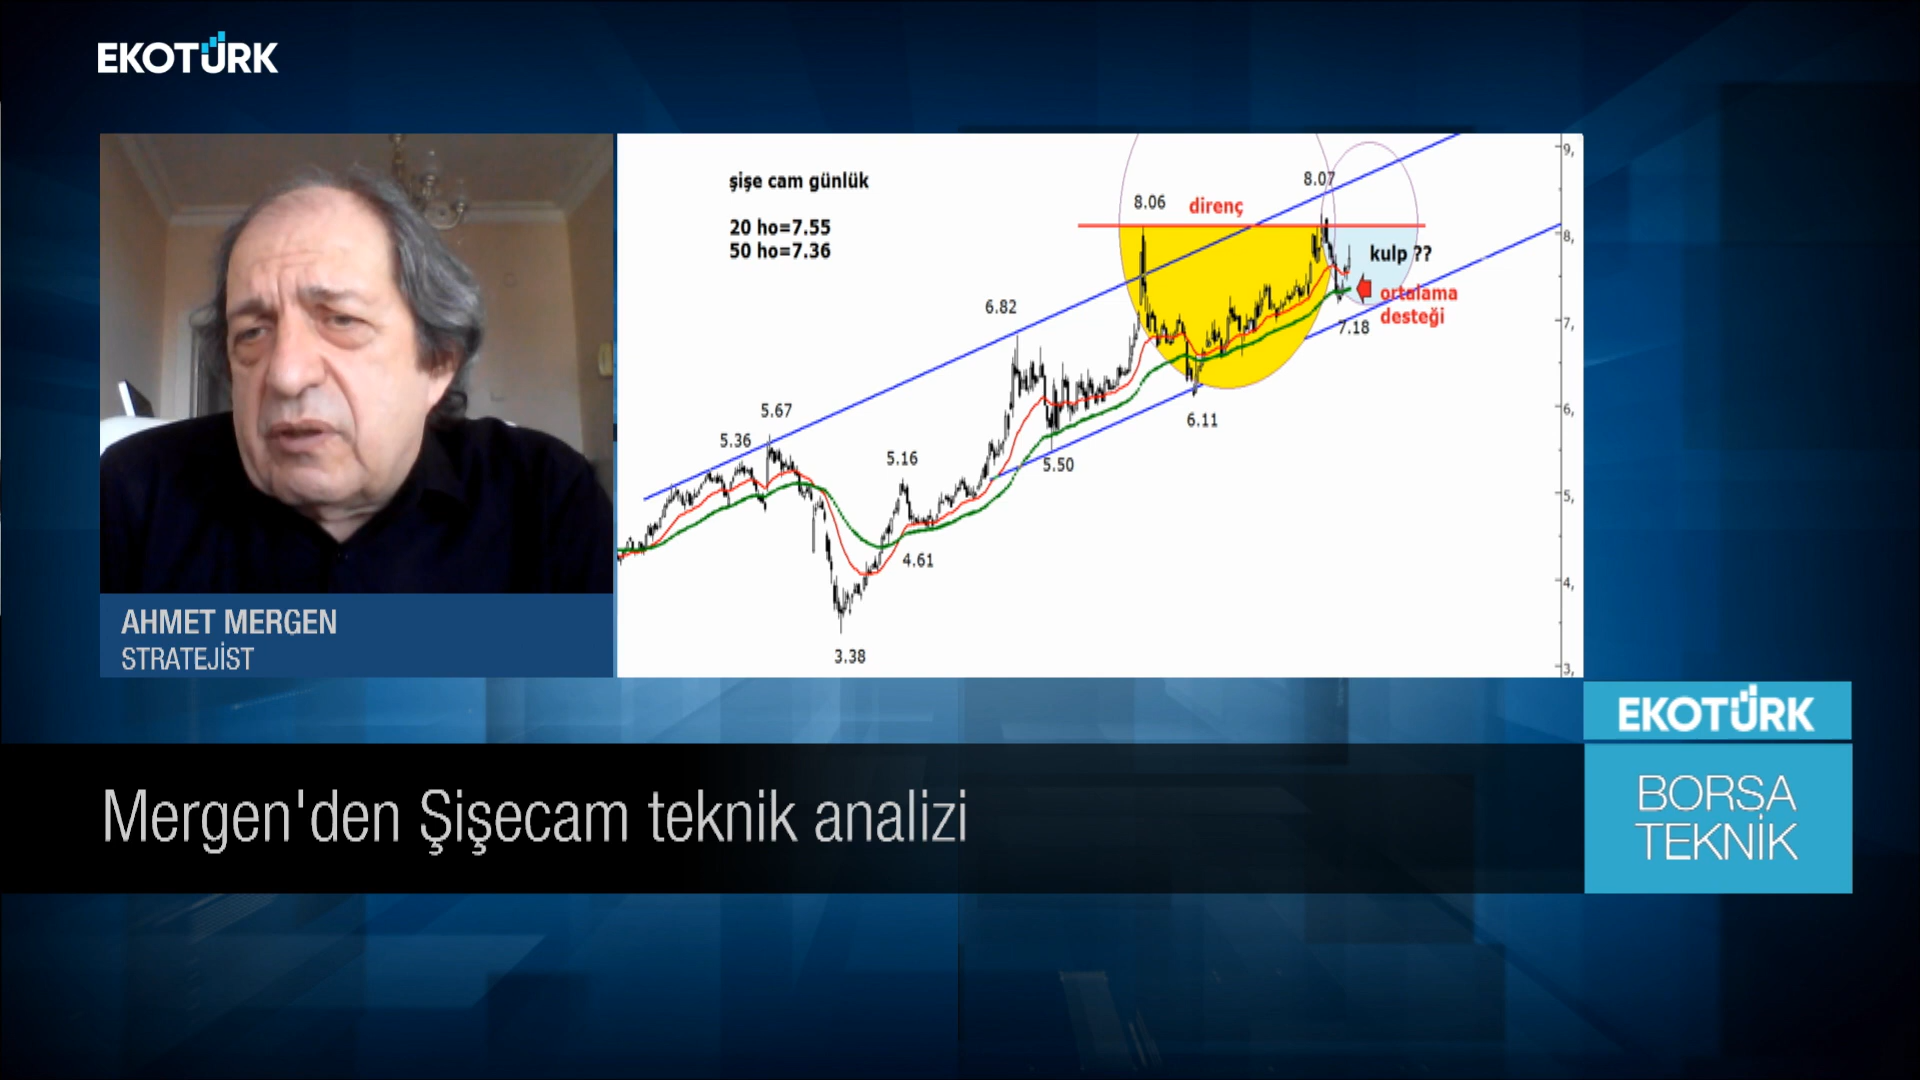 EKOTÜRK
şişe cam günlük
20 ho=7.55
50 ho=7.36
9,
8.07
8.06
direnç
8,
kulp ??
ortalama
desteği
7.18
7,
6.82
6.11
6,
5.67
5.36
5.16
5.50
5,
4.61
4,
3.38
3,
AHMET MERGEN
STRATEJİST
EKOTÜRK
Mergen'den Şişecam teknik analizi
BORSA
TEKNİK